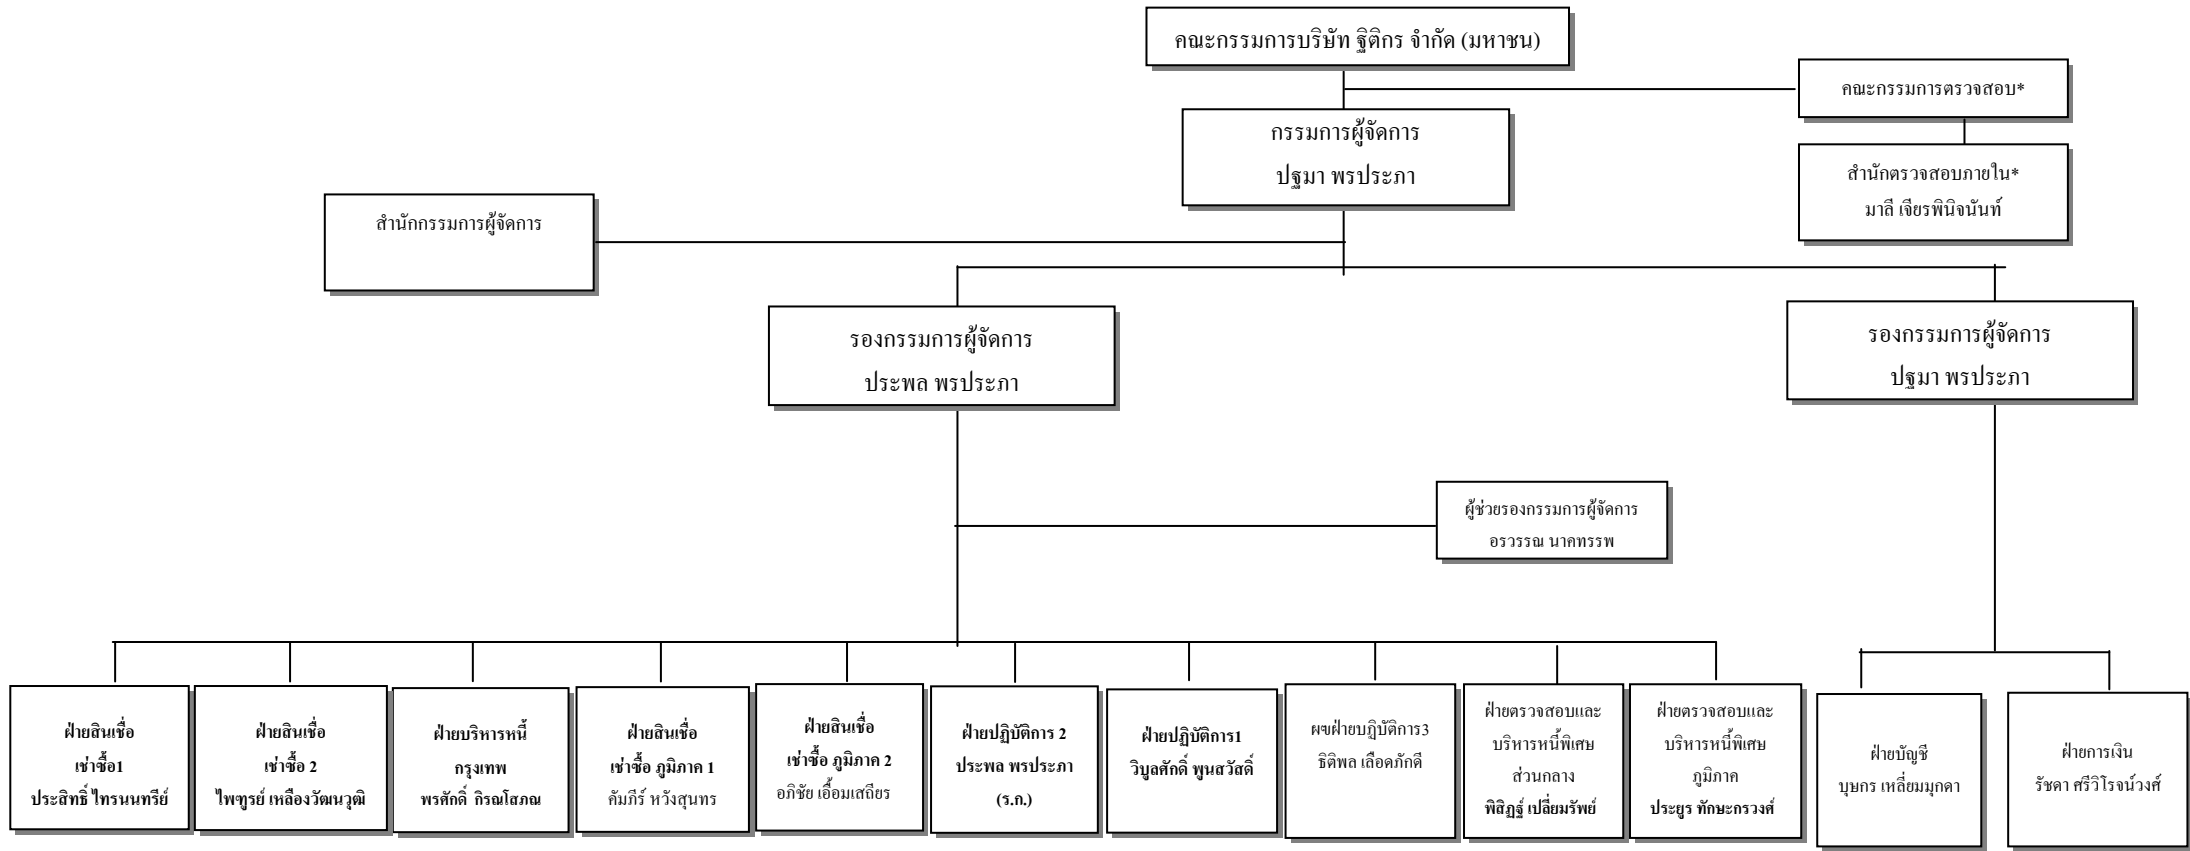 คณะกรรมการบริษัท ฐิติกร จำกัด (มหาชน)
คณะกรรมการตรวจสอบ*
กรรมการผู้จัดการ
ปฐมา พรประภา
สำนักตรวจสอบภายใน*
มาลี เจียรพินิจนันท์
สำนักกรรมการผู้จัดการ
รองกรรมการผู้จัดการ
ประพล พรประภา
รองกรรมการผู้จัดการ
ปฐมา พรประภา
ผู้ช่วยรองกรรมการผู้จัดการ
อรวรรณ นาคทรรพ
ฝ่ายสินเชื่อ
เช่าซื้อ1
ประสิทธิ์ ไทรนนทรีย์
ฝ่ายสินเชื่อ
เช่าซื้อ 2
ไพฑูรย์ เหลืองวัฒนวุฒิ
ฝ่ายบริหารหนี้
กรุงเทพ
พรศักดิ์ กิรณโสภณ
ฝ่ายสินเชื่อ
เช่าซื้อ ภูมิภาค 1
คัมภีร์ หวังสุนทร
ฝ่ายสินเชื่อ
เช่าซื้อ ภูมิภาค 2
อภิชัย เอื้อมเสถียร
ฝ่ายปฏิบัติการ 2
ประพล พรประภา
(ร.ก.)
ฝ่ายปฏิบัติการ1
วิบูลศักดิ์ พูนสวัสดิ์
ผขฝ่ายบฎิบัติการ3
ธิติพล เลือดภักดี
ฝ่ายตรวจสอบและ
บริหารหนี้พิเศษ
ส่วนกลาง
พิสิฏฐ์ เปลี่ยมรัพย์
ฝ่ายตรวจสอบและ
บริหารหนี้พิเศษ
ภูมิภาค
ประยูร ทักษะกรวงศ์
ฝ่ายบัญชี
บุษกร เหลี่ยมมุกดา
ฝ่ายการเงิน
รัชดา ศรีวิโรจน์วงศ์